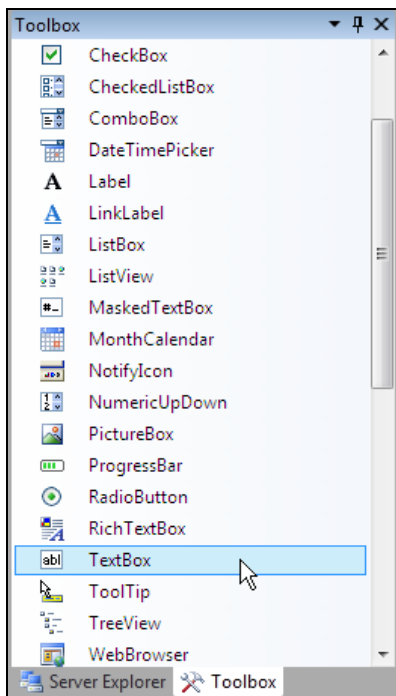 Toolbox
CheckBox
CheckedListBox
ComboBox
DateTimePicker
A Label
A LinkLabel
ListBox
ListView
#_ MaskedTextBox
MonthCalendar
NotifyIcon
NumericUpDown
PictureBox
ProgressBar
RadioButton
RichTextBox
abl TextBox
ToolTip
TreeView
WebBrowser
Server Explorer Toolbox